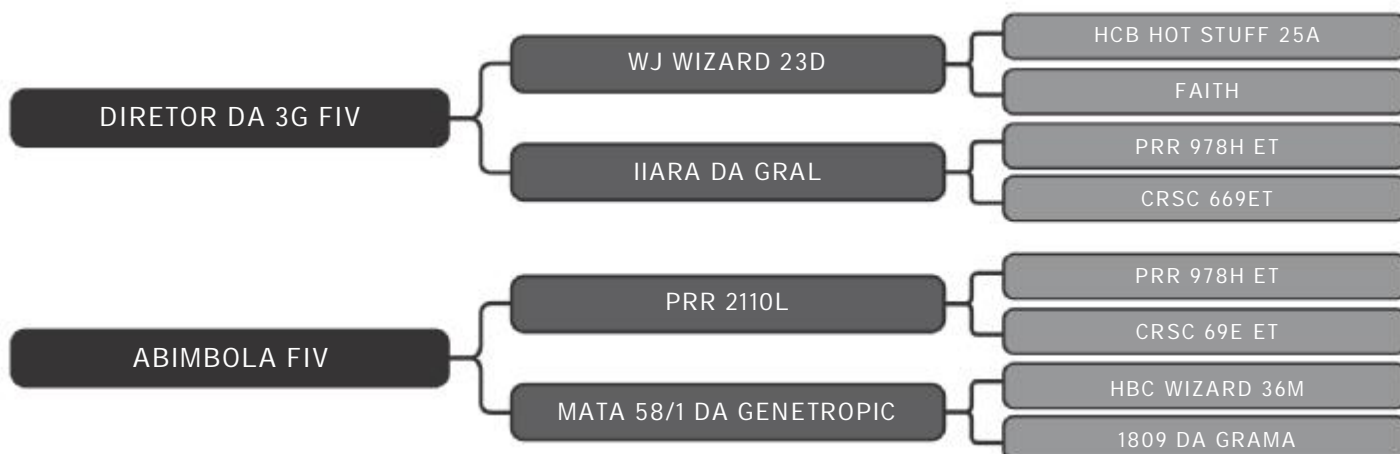 HCB HOT STUFF 25A
WJ WIZARD 23D
FAITH
DIRETOR DA 3G FIV
PRR 978H ET
IIARA DA GRAL
CRSC 669ET
PRR 978H ET
PRR 2110L
CRSC 69E ET
ABIMBOLA FIV
HBC WIZARD 36M
MATA 58/1 DA GENETROPIC
1809 DA GRAMA